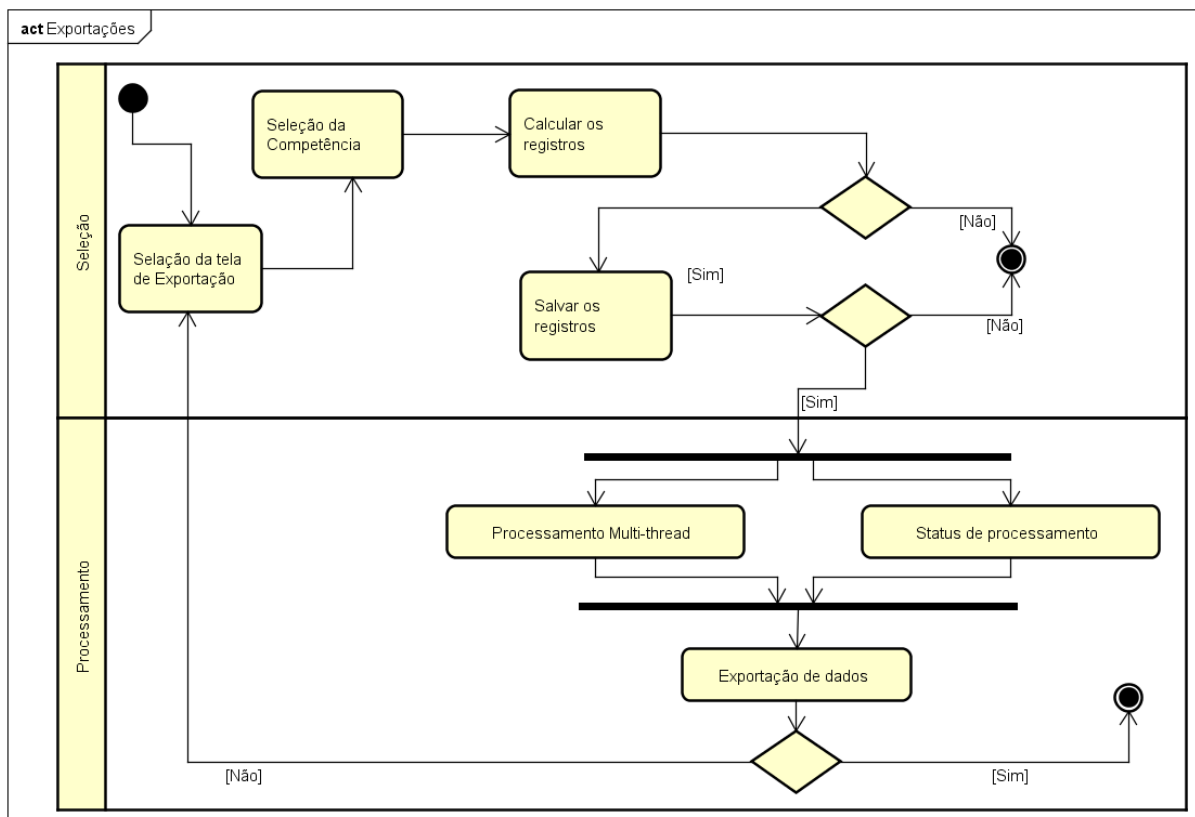 act Exportações
Seleção
Seleção da
Competência
Calcular os
registros
[Não]
Selação da tela
de Exportação
[Sim]
Salvar os
registros
[Não]
[Sim]
Processamento
Processamento Multi-thread
Status de processamento
Exportação de dados
[Não]
[Sim]